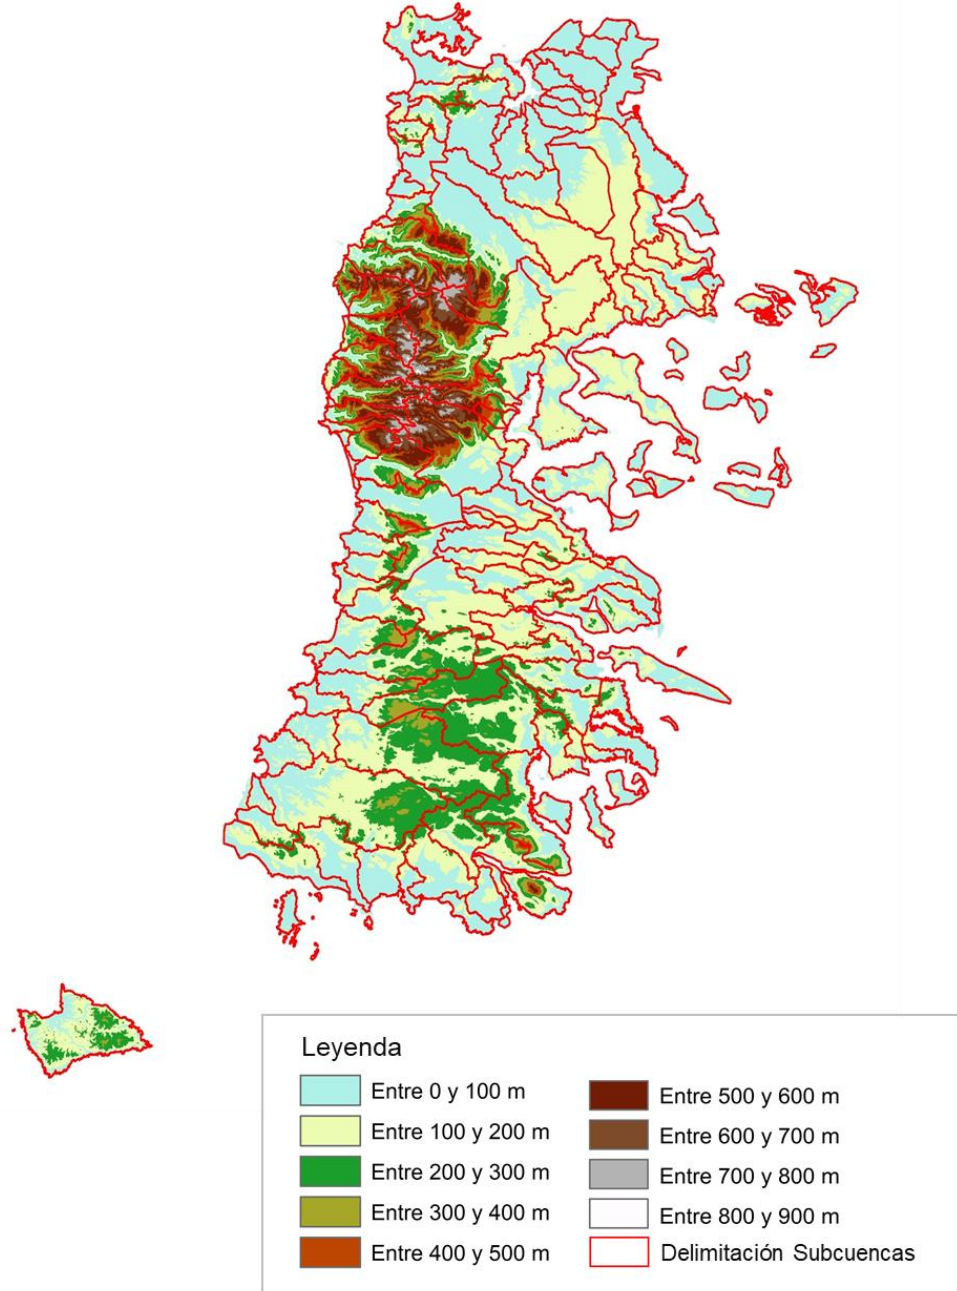 Leyenda
Entre 0 y 100 m
Entre 100 y 200 m
Entre 200 y 300 m
Entre 300 y 400 m
Entre 400 y 500 m
Entre 500 y 600 m
Entre 600 y 700 m
Entre 700 y 800 m
Entre 800 y 900 m
Delimitación Subcuencas